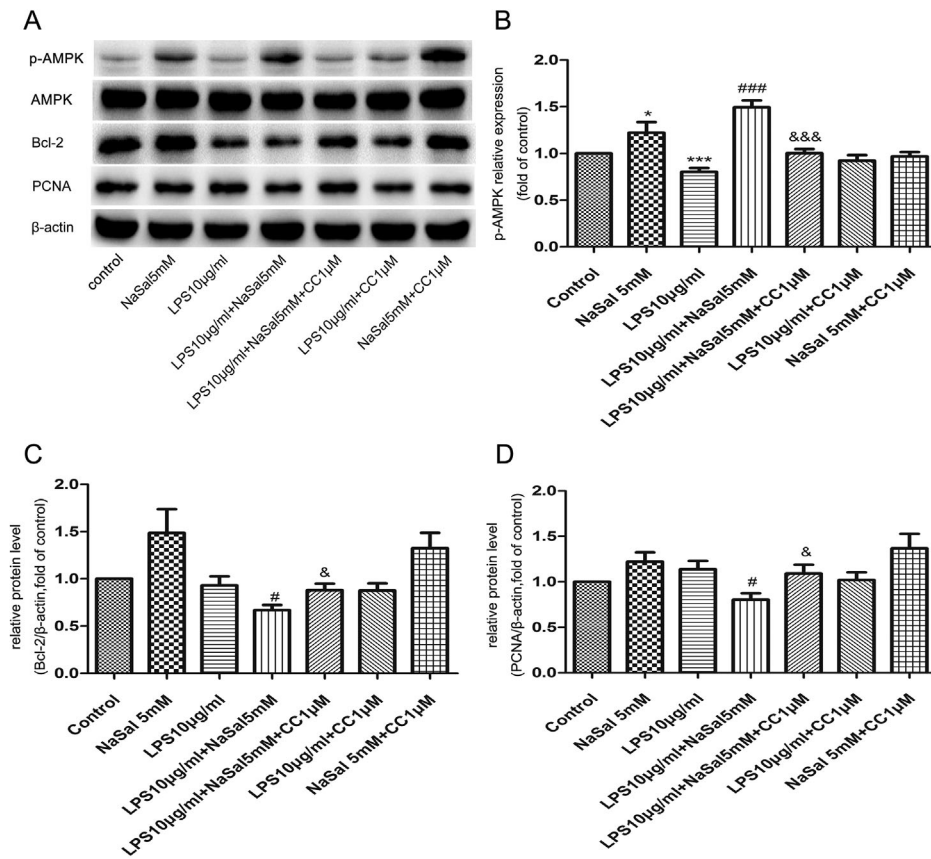 A
p-AMPK
AMPK
Bcl-2
PCNA
β-actin
control
NaSal5mM
LPS10μg/ml
LPS10μg/ml+NaSal5mM
LPS10μg/ml+NaSal5mM+CC1μM
LPS10μg/ml+CC1μM
NaSal5mM+CC1μM
B
p-AMPK relative expression
(fold of control)
2.0
1.5
1.0
0.5
0.0
*
***
###
&&&
Control
NaSal 5mM
LPS10μg/ml
LPS10μg/ml+NaSal5mM
LPS10μg/ml+NaSal5mM+CC1μM
LPS10μg/ml+CC1μM
NaSal 5mM+CC1μM
C
relative protein level
(Bcl-2/β-actin,fold of control)
2.0
1.5
1.0
0.5
0.0
#
&
Control
NaSal 5mM
LPS10μg/ml
LPS10μg/ml+NaSal5mM
LPS10μg/ml+NaSal5mM+CC1μM
LPS10μg/ml+CC1μM
NaSal 5mM+CC1μM
D
relative protein level
(PCNA/β-actin,fold of control)
2.0
1.5
1.0
0.5
0.0
#
&
Control
NaSal 5mM
LPS10μg/ml
LPS10μg/ml+NaSal5mM
LPS10μg/ml+NaSal5mM+CC1μM
LPS10μg/ml+CC1μM
NaSal 5mM+CC1μM